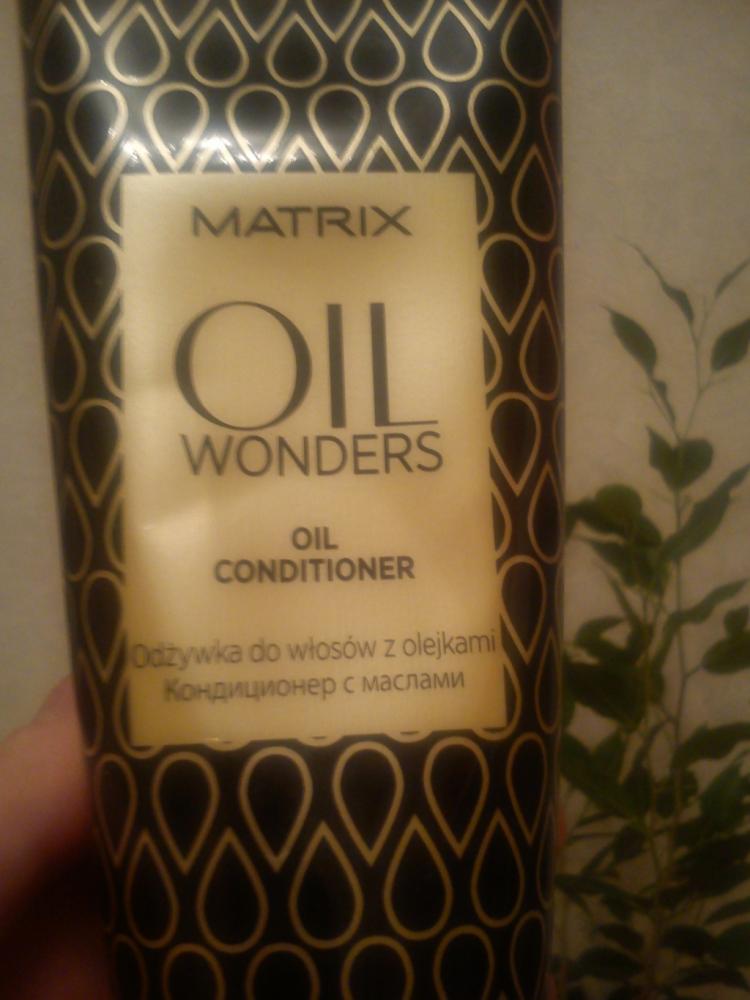 MATRIX
OIL
WONDERS
OIL
CONDITIONER
Odżywka do włosów z olejkami
Кондиционер с маслами